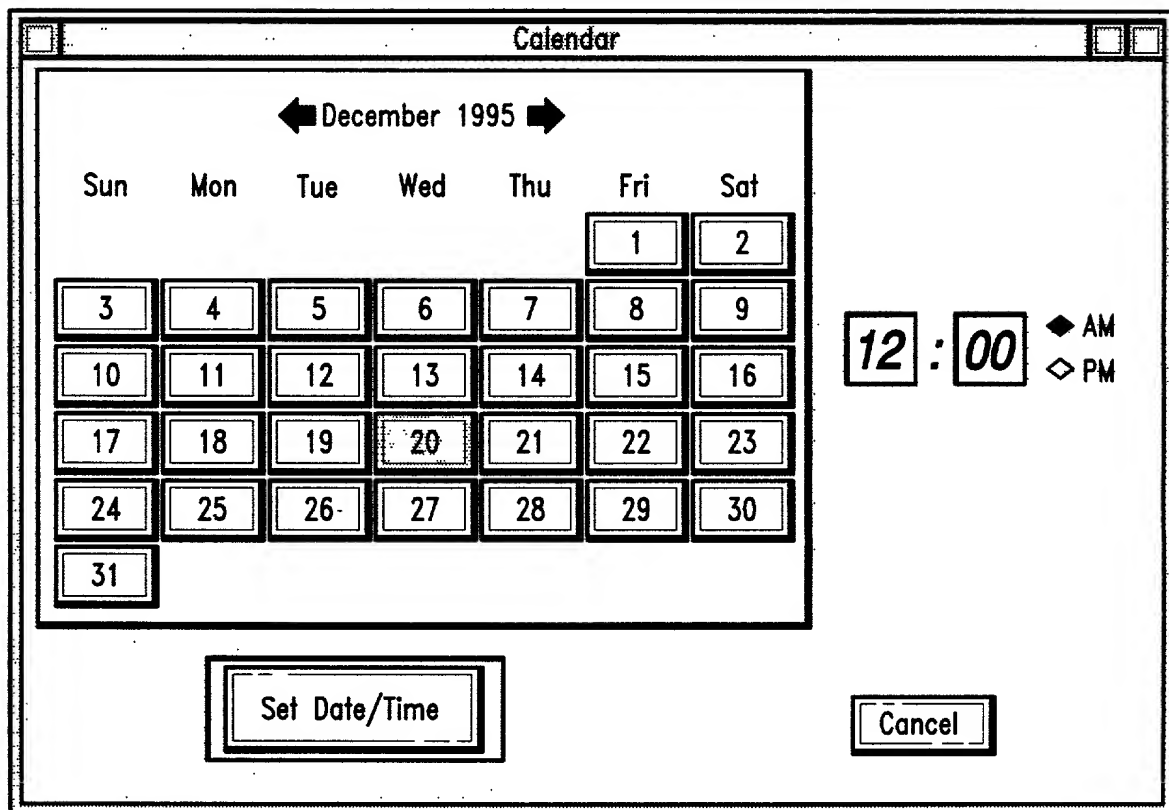 Calendar
December 1995
Sun Mon Tue Wed Thu Fri Sat
1 2
3 4 5 6 7 8 9
10 11 12 13 14 15 16
17 18 19 20 21 22 23
24 25 26 27 28 29 30
31
12 : 00
AM
PM
Set Date/Time
Cancel